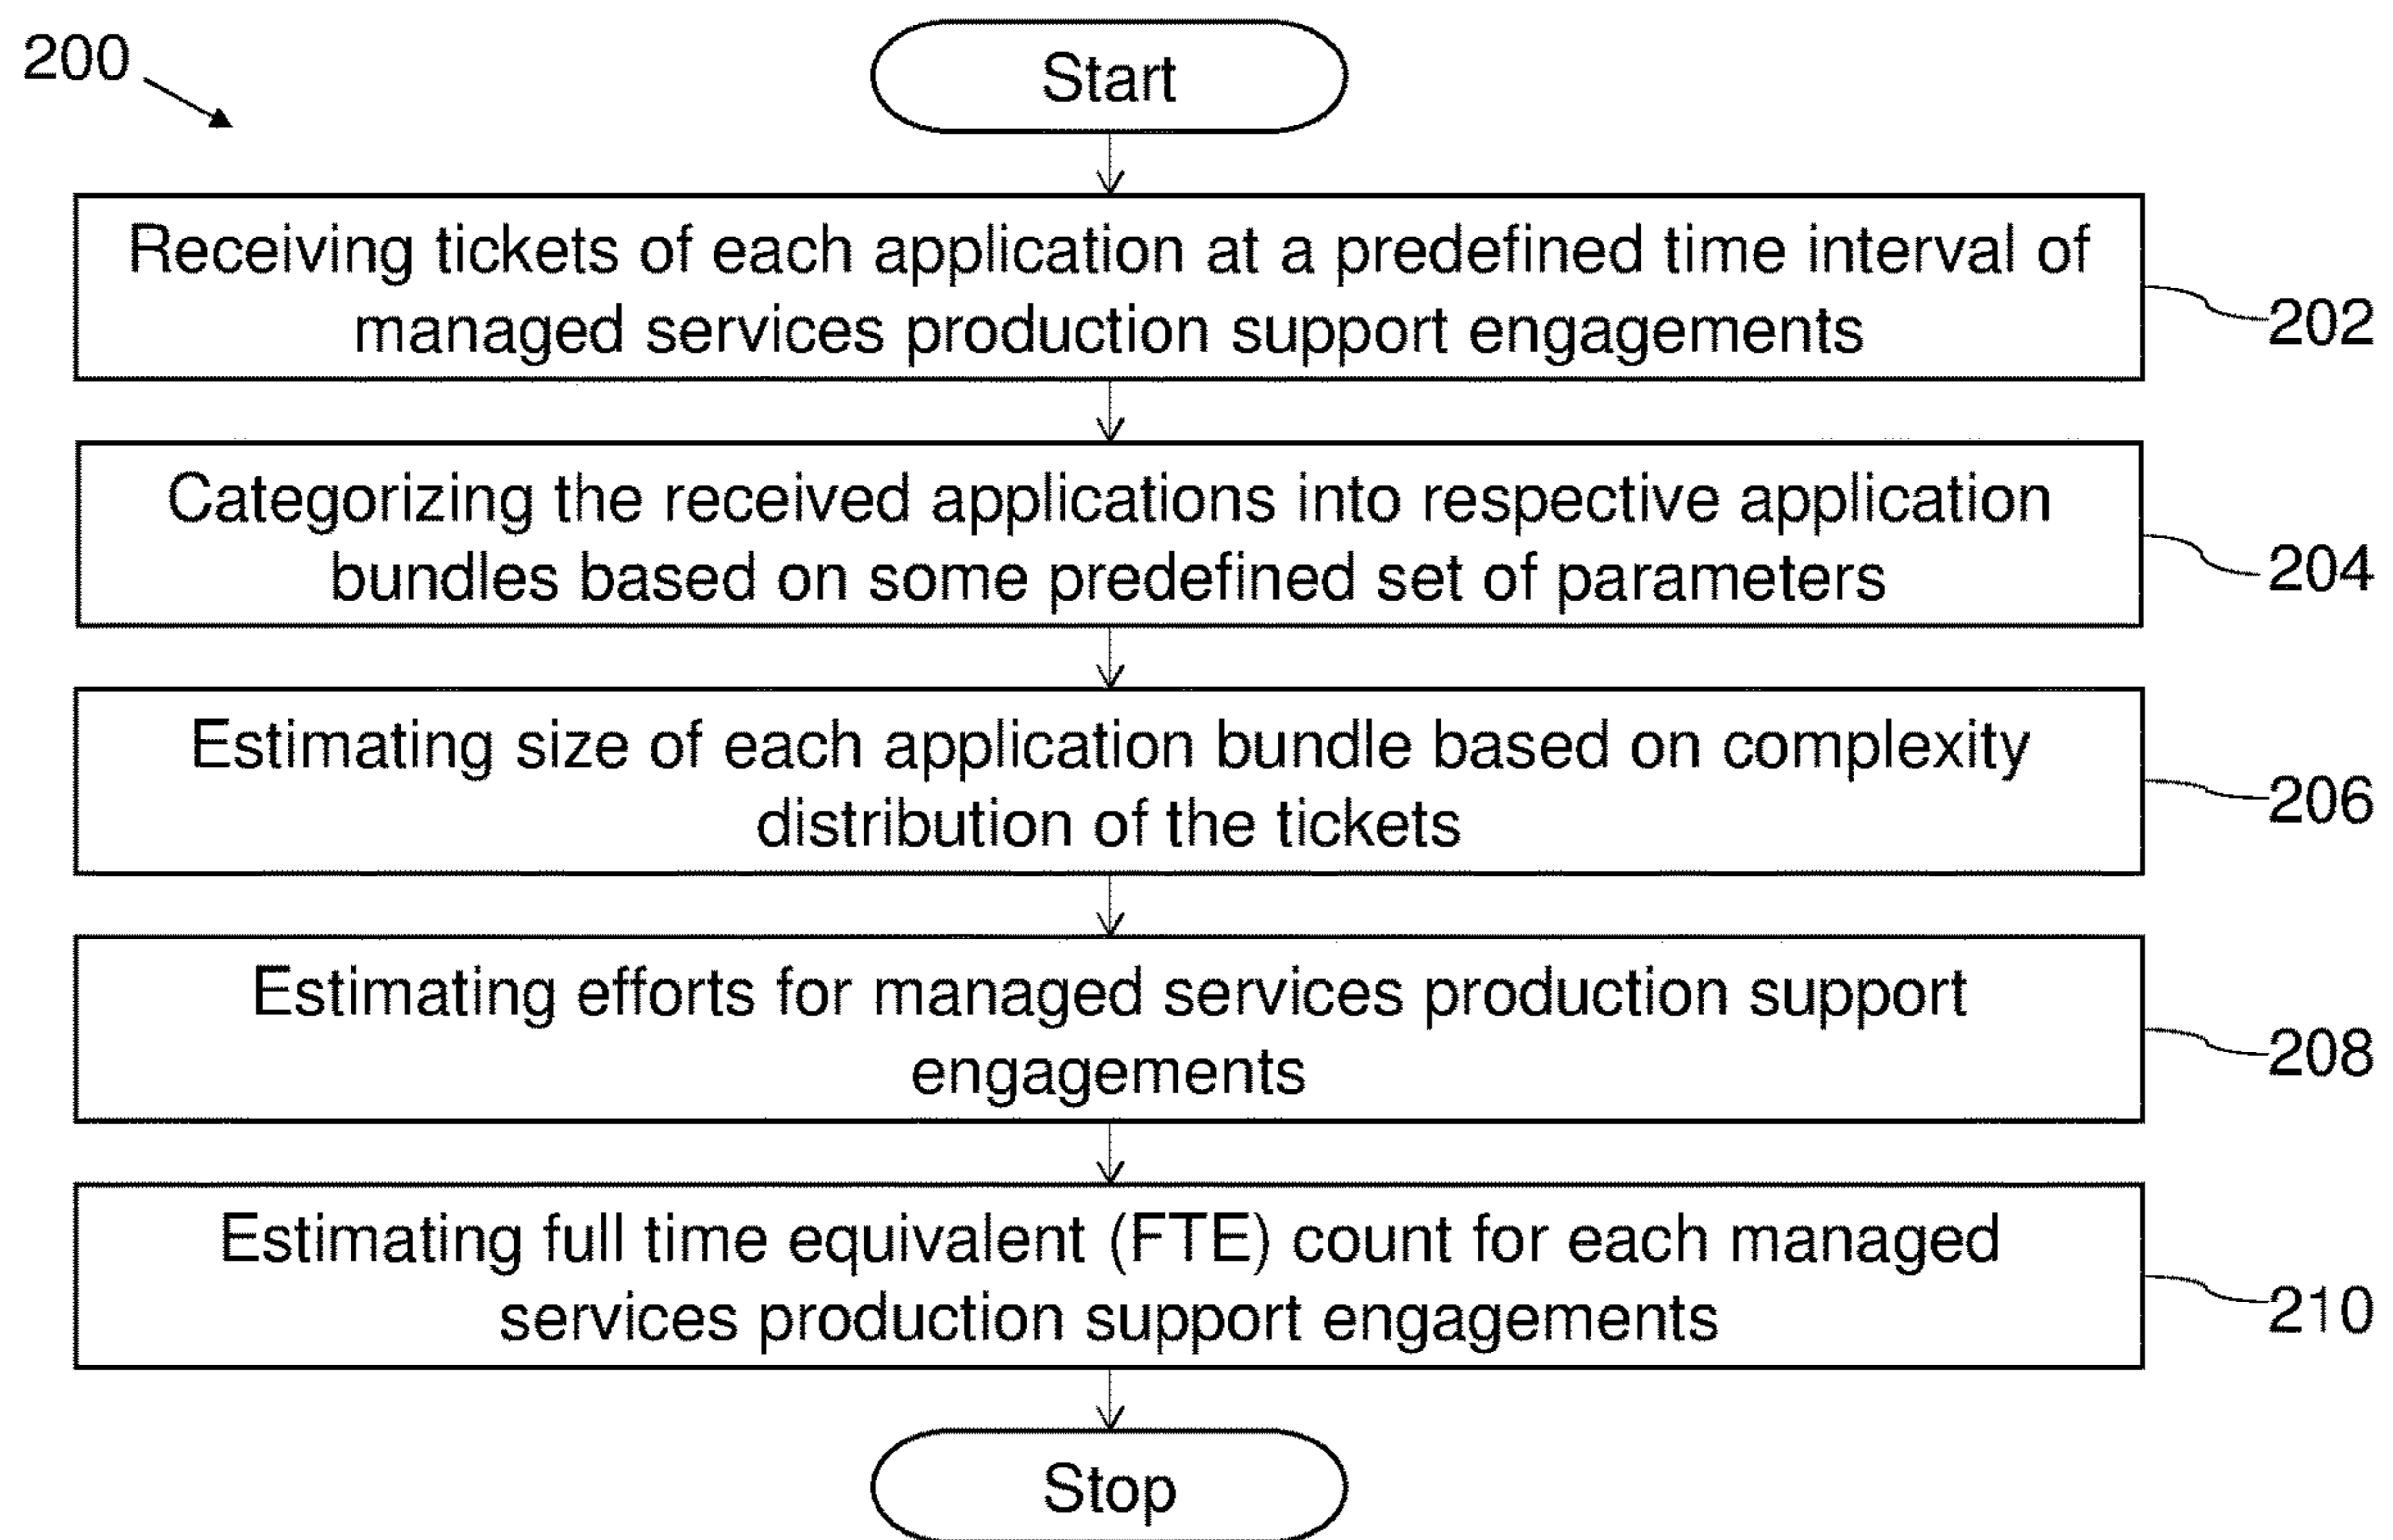 200
Start
Receiving tickets of each application at a predefined time interval of
managed services production support engagements
202
Categorizing the received applications into respective application
bundles based on some predefined set of parameters
204
Estimating size of each application bundle based on complexity
distribution of the tickets
206
Estimating efforts for managed services production support
engagements
208
Estimating full time equivalent (FTE) count for each managed
services production support engagements
210
Stop